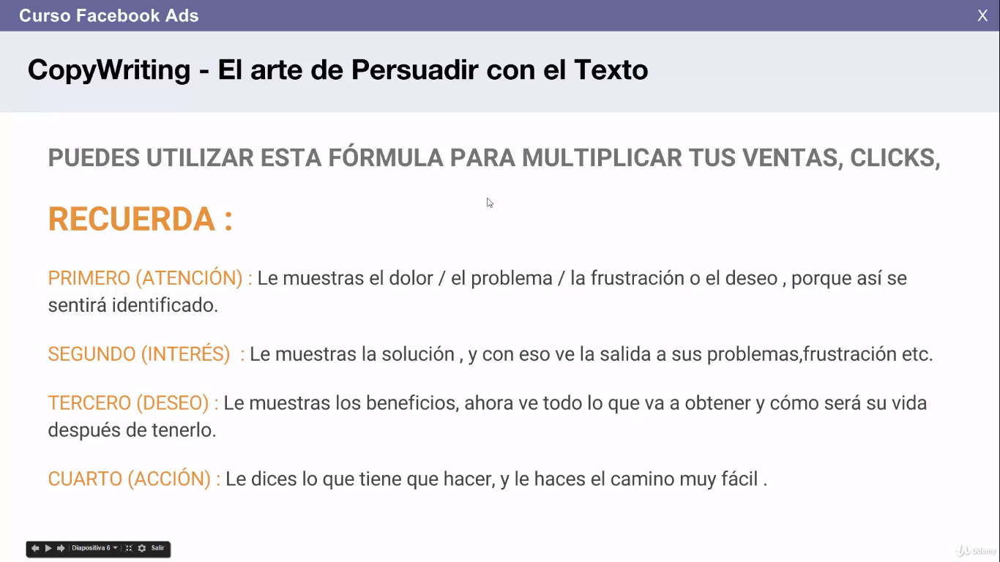 Curso Facebook Ads
X
CopyWriting - El arte de Persuadir con el Texto
PUEDES UTILIZAR ESTA FÓRMULA PARA MULTIPLICAR TUS VENTAS, CLICKS,
RECUERDA :
PRIMERO (ATENCIÓN) : Le muestras el dolor / el problema / la frustración o el deseo , porque así se
sentirá identificado.
SEGUNDO (INTERÉS)  : Le muestras la solución , y con eso ve la salida a sus problemas,frustración etc.
TERCERO (DESEO) : Le muestras los beneficios, ahora ve todo lo que va a obtener y cómo será su vida
después de tenerlo.
CUARTO (ACCIÓN) : Le dices lo que tiene que hacer, y le haces el camino muy fácil .
Diapositiva 6 Salir
Udemy